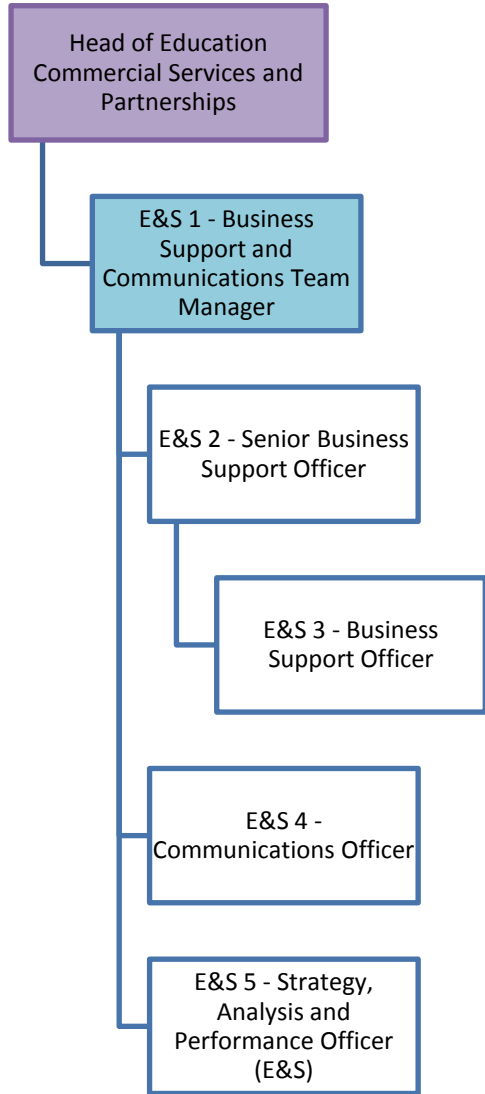 Head of Education
Commercial Services and
Partnerships
E&S 1 - Business
Support and
Communications Team
Manager
E&S 2 - Senior Business
Support Officer
E&S 3 - Business
Support Officer
E&S 4 -
Communications Officer
E&S 5 - Strategy,
Analysis and
Performance Officer
(E&S)